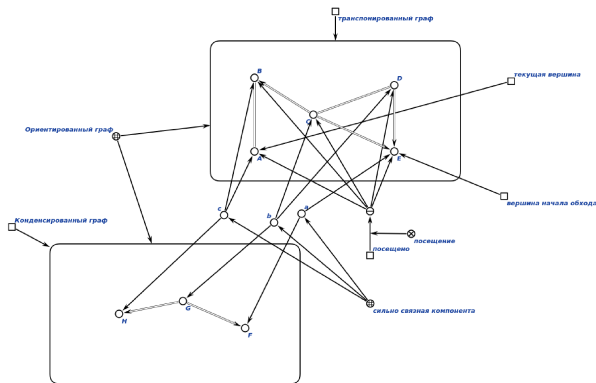 транспонированный граф
B
D
текущая вершина
C
Ориентированный граф
A
E
вершина начала обхода
c
b
a
Конденсированный граф
посещение
посещено
G
сильно связная компонента
H
F